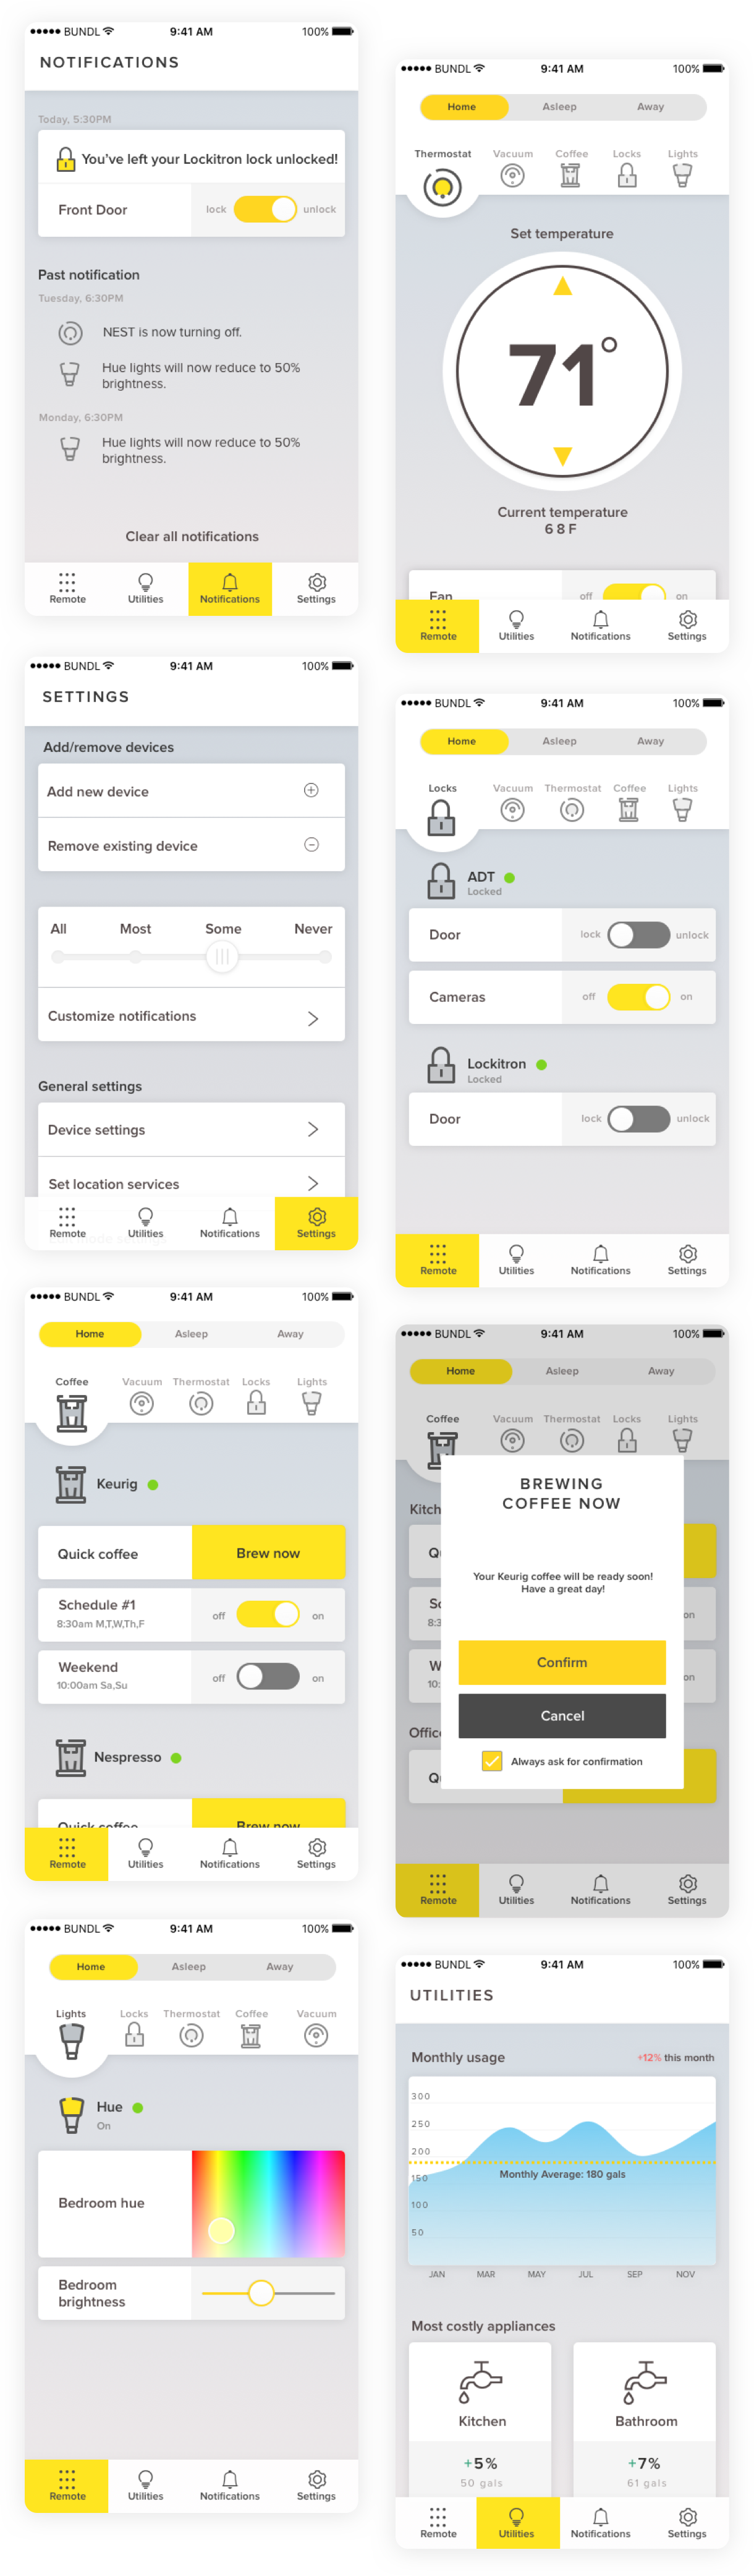 BUNDL 9:41 AM 100%
NOTIFICATIONS
Today, 5:30PM
You've left your Lockitron lock unlocked!
Front Door lock unlock
Past notification
Tuesday, 6:30PM
NEST is now turning off.
Hue lights will now reduce to 50%
brightness.
Monday, 6:30PM
Hue lights will now reduce to 50%
brightness.
Clear all notifications
Remote Utilities Notifications Settings
BUNDL 9:41 AM 100%
Home Asleep Away
Thermostat Vacuum Coffee Locks Lights
Set temperature
71°
Current temperature
68F
Fan off on
Remote Utilities Notifications Settings
BUNDL 9:41 AM 100%
SETTINGS
Add/remove devices
Add new device
Remove existing device
All Most Some Never
Customize notifications
General settings
Device settings
Set location services
Remote Utilities Notifications Settings
BUNDL 9:41 AM 100%
Home Asleep Away
Locks Vacuum Thermostat Coffee Lights
ADT
Locked
Door lock unlock
Cameras off on
Lockitron
Locked
Door lock unlock
Remote Utilities Notifications Settings
BUNDL 9:41 AM 100%
Home Asleep Away
Coffee Vacuum Thermostat Locks Lights
Keurig
Quick coffee Brew now
Schedule #1
8:30am M,T,W,Th,F
off on
Weekend
10:00am Sa,Su
off on
Nespresso
Quick coffee Brew now
Remote Utilities Notifications Settings
BUNDL 9:41 AM 100%
Home Asleep Away
Coffee Vacuum Thermostat Locks Lights
Kitch
BREWING
COFFEE NOW
Your Keurig coffee will be ready soon!
Have a great day!
Confirm
Cancel
Always ask for confirmation
Q
Sc
8:3
on
W
10:
on
Offic
Q
Remote Utilities Notifications Settings
BUNDL 9:41 AM 100%
Home Asleep Away
Lights Locks Thermostat Coffee Vacuum
Hue
On
Bedroom hue
Bedroom
brightness
Remote Utilities Notifications Settings
BUNDL 9:41 AM 100%
UTILITIES
Monthly usage +12% this month
300
250
200
150
100
50
Monthly Average: 180 gals
JAN MAR MAY JUL SEP NOV
Most costly appliances
Kitchen Bathroom
+5% +7%
50 gals 61 gals
Remote Utilities Notifications Settings